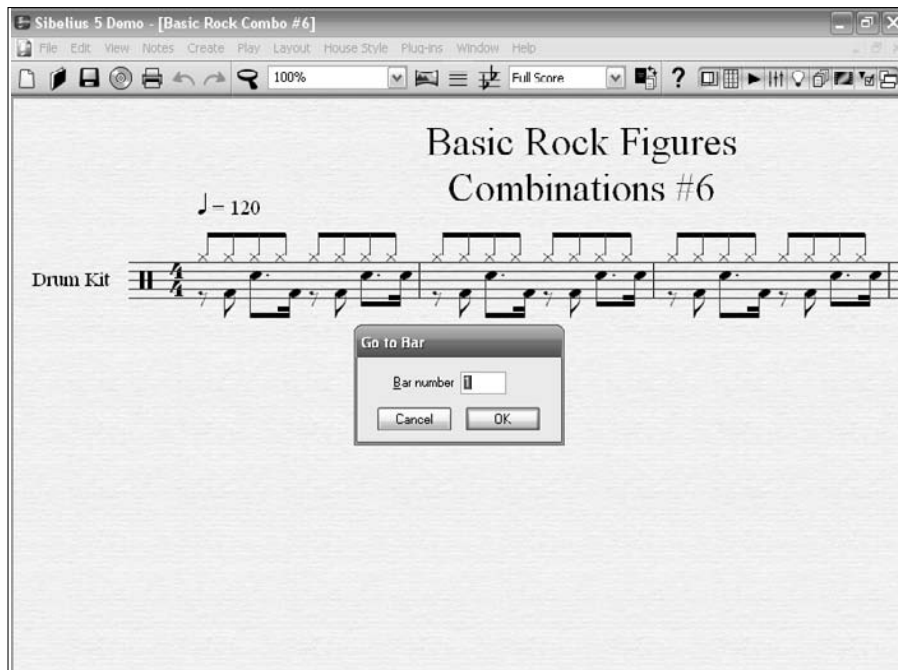 Sibelius 5 Demo - [Basic Rock Combo #6]
File Edit View Notes Create Play Layout House Style Plug-ins Window Help
100% Full Score ?
Basic Rock Figures
Combinations #6
♩= 120
Drum Kit 4/4
Go to Bar
Bar number 1
Cancel OK